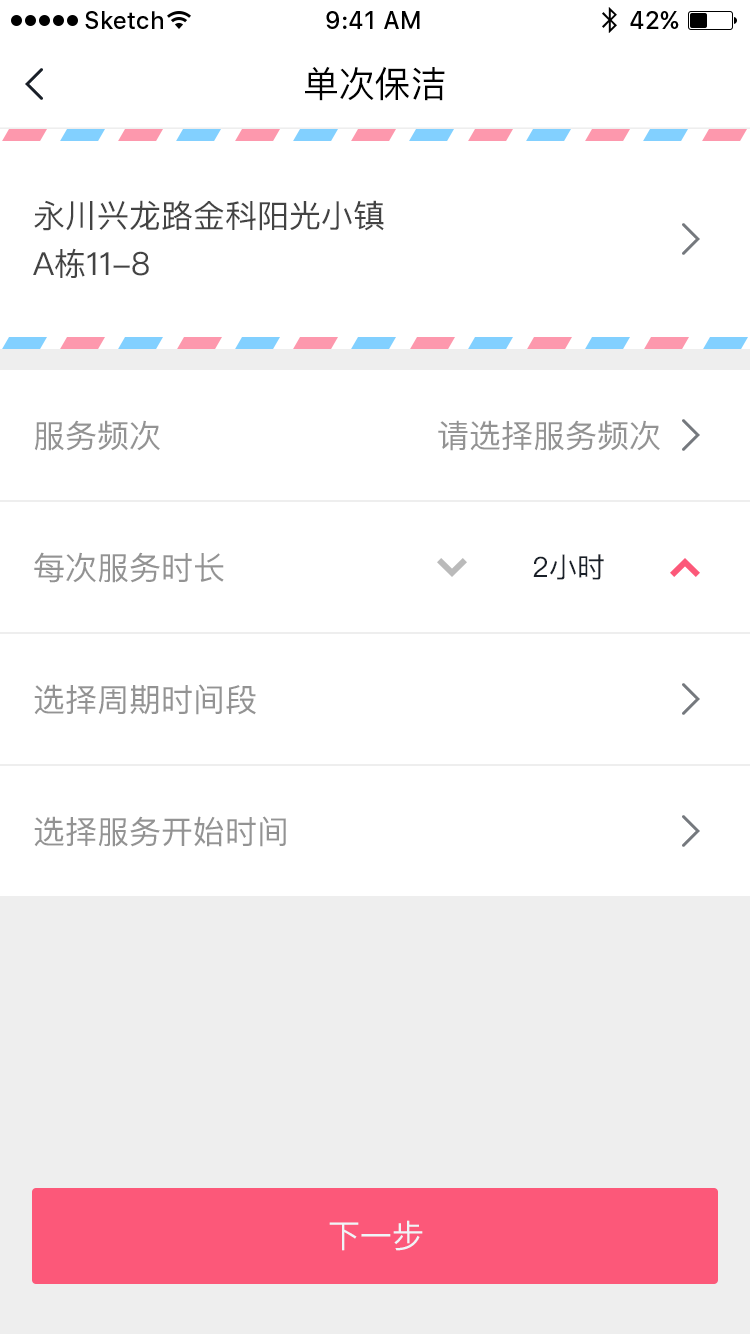 Sketch 9:41 AM 42%
单次保洁
永川兴龙路金科阳光小镇
A栋11–8
服务频次 请选择服务频次
每次服务时长 2小时
选择周期时间段
选择服务开始时间
下一步